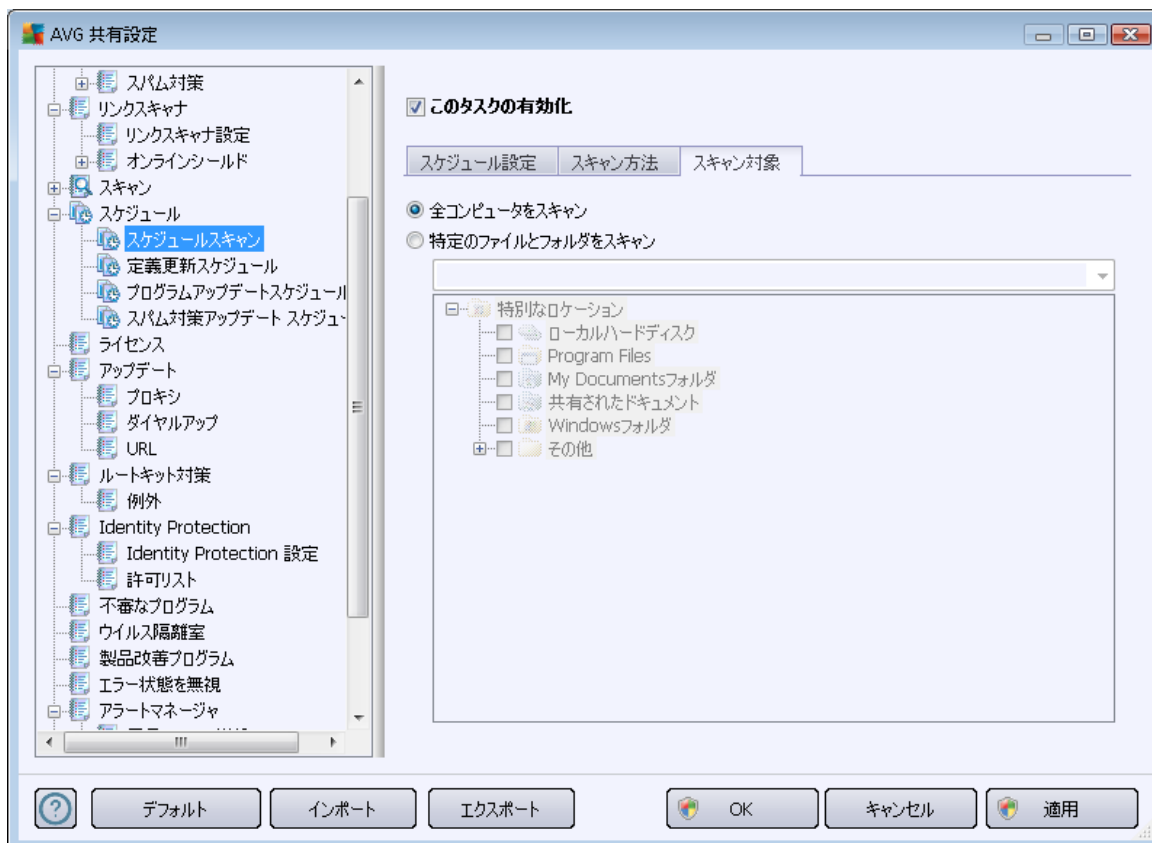 AVG 共有設定
スパム対策
リンクスキャナ
リンクスキャナ設定
オンラインシールド
スキャン
スケジュール
スケジュールスキャン
定義更新スケジュール
プログラムアップデートスケジュール
スパム対策アップデート スケジュ
ライセンス
アップデート
プロキシ
ダイヤルアップ
URL
ルートキット対策
例外
Identity Protection
Identity Protection 設定
許可リスト
不審なプログラム
ウイルス隔離室
製品改善プログラム
エラー状態を無視
アラートマネージャ
このタスクの有効化
スケジュール設定
スキャン方法
スキャン対象
全コンピュータをスキャン
特定のファイルとフォルダをスキャン
特別なロケーション
ローカルハードディスク
Program Files
My Documentsフォルダ
共有されたドキュメント
Windowsフォルダ
その他
デフォルト
インポート
エクスポート
OK
キャンセル
適用